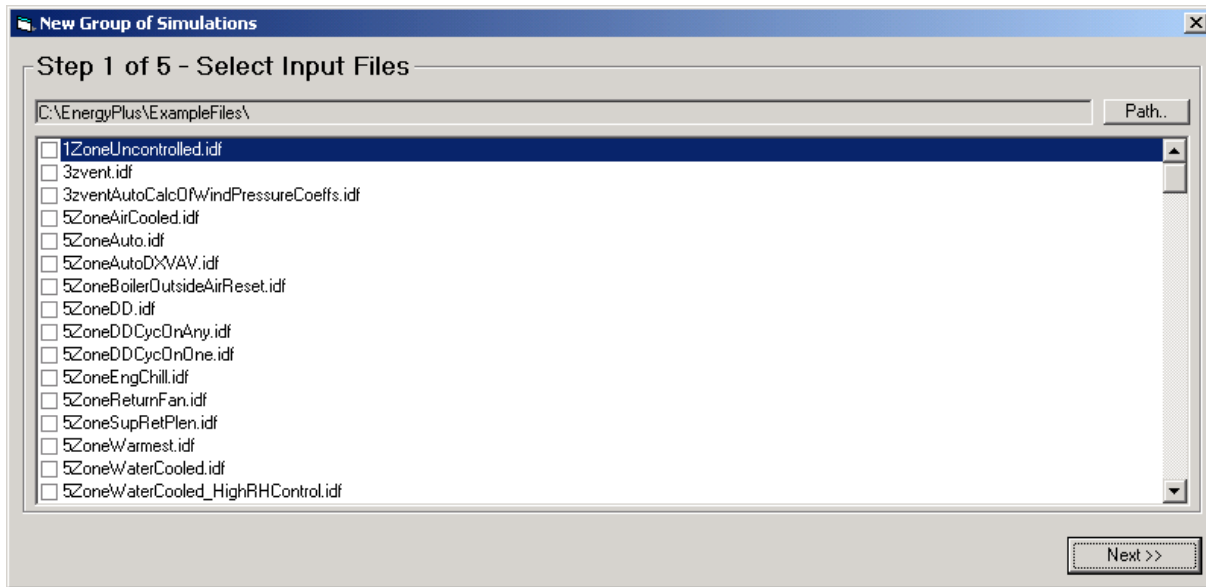 New Group of Simulations
Step 1 of 5 - Select Input Files
C:\EnergyPlus\ExampleFiles\ Path..
1ZoneUncontrolled.idf
3zvent.idf
3zventAutoCalcOfWindPressureCoeffs.idf
5ZoneAirCooled.idf
5ZoneAuto.idf
5ZoneAutoDXVAV.idf
5ZoneBoilerOutsideAirReset.idf
5ZoneDD.idf
5ZoneDDCycOnAny.idf
5ZoneDDCycOnOne.idf
5ZoneEngChill.idf
5ZoneReturnFan.idf
5ZoneSupRetPlen.idf
5ZoneWarmest.idf
5ZoneWaterCooled.idf
5ZoneWaterCooled_HighRHControl.idf
Next >>